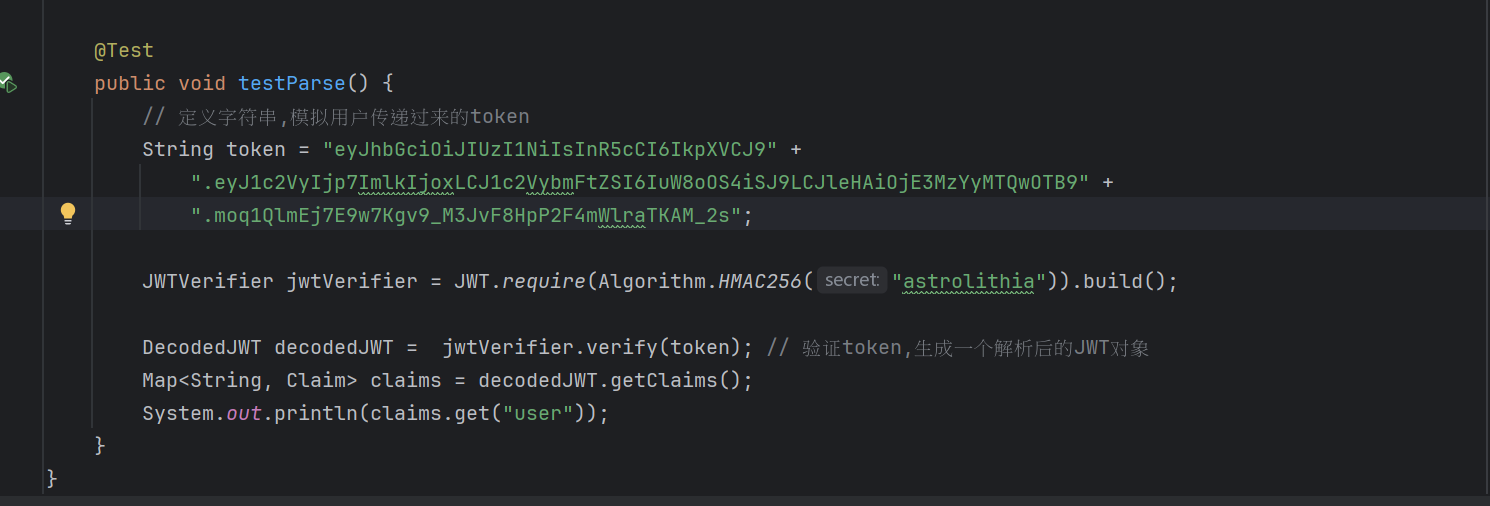 @Test
public void testParse() {
// 定义字符串,模拟用户传递过来的token
String token = "eyJhbGciOiJIUzI1NiIsInR5cCI6IkpXVCJ9" +
".eyJ1c2VyIjp7ImlkIjoxLCJ1c2VybmFtZSI6IuW8oOS4iSJ9LCJleHAiOjE3MzYyMTQwOTB9" +
".moq1QlmEj7E9w7Kgv9_M3JvF8HpP2F4mWlraTKAM_2s";
JWTVerifier jwtVerifier = JWT.require(Algorithm.HMAC256( secret: "astrolithia")).build();
DecodedJWT decodedJWT =  jwtVerifier.verify(token); // 验证token,生成一个解析后的JWT对象
Map<String, Claim> claims = decodedJWT.getClaims();
System.out.println(claims.get("user"));
}
}